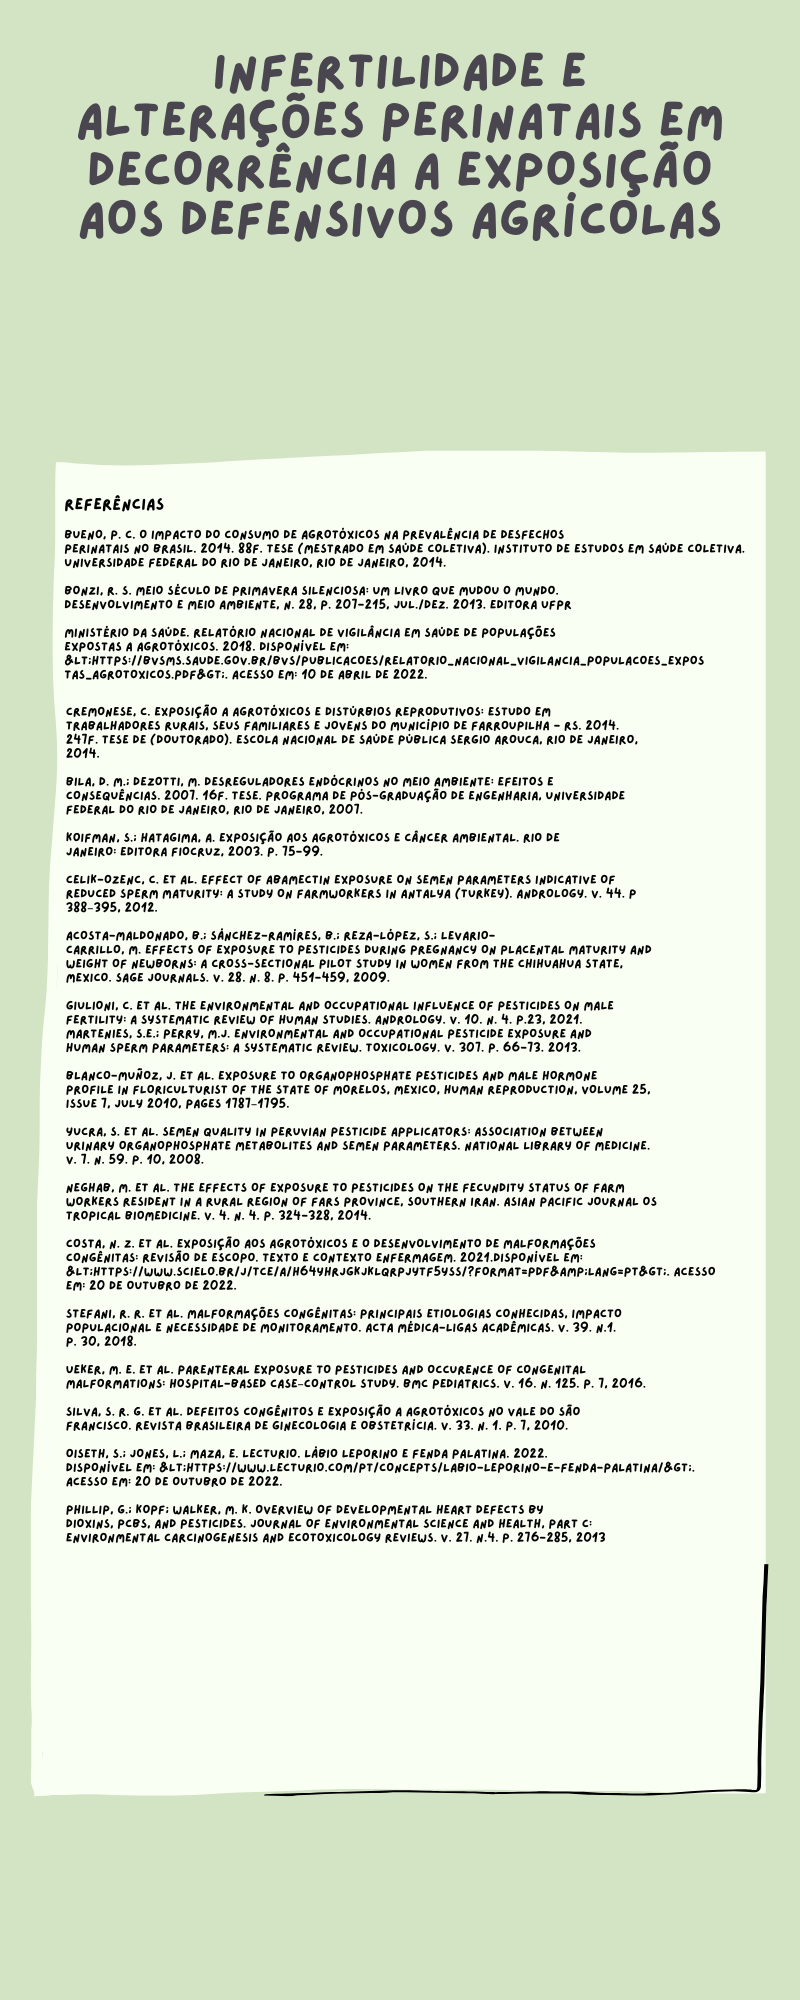 INFERTILIDADE E
ALTERAÇÕES PERINATAIS EM
DECORRÊNCIA A EXPOSIÇÃO
AOS DEFENSIVOS AGRÍCOLAS
REFERÊNCIAS
BUENO, P. C. O IMPACTO DO CONSUMO DE AGROTÓXICOS NA PREVALÊNCIA DE DESFECHOS
PERINATAIS NO BRASIL. 2014. 88F. TESE (MESTRADO EM SAÚDE COLETIVA). INSTITUTO DE ESTUDOS EM SAÚDE COLETIVA.
UNIVERSIDADE FEDERAL DO RIO DE JANEIRO, RIO DE JANEIRO, 2014.
BONZI, R. S. MEIO SÉCULO DE PRIMAVERA SILENCIOSA: UM LIVRO QUE MUDOU O MUNDO.
DESENVOLVIMENTO E MEIO AMBIENTE, N. 28, P. 207-215, JUL./DEZ. 2013. EDITORA UFPR
MINISTÉRIO DA SAÚDE. RELATÓRIO NACIONAL DE VIGILÂNCIA EM SAÚDE DE POPULAÇÕES
EXPOSTAS A AGROTÓXICOS. 2018. DISPONÍVEL EM:
&LT;HTTPS://BVSMS.SAUDE.GOV.BR/BVS/PUBLICACOES/RELATORIO_NACIONAL_VIGILANCIA_POPULACOES_EXPOS
TAS_AGROTOXICOS.PDF&GT;. ACESSO EM: 10 DE ABRIL DE 2022.
CREMONESE, C. EXPOSIÇÃO A AGROTÓXICOS E DISTÚRBIOS REPRODUTIVOS: ESTUDO EM
TRABALHADORES RURAIS, SEUS FAMILIARES E JOVENS DO MUNICÍPIO DE FARROUPILHA - RS. 2014.
247F. TESE DE (DOUTORADO). ESCOLA NACIONAL DE SAÚDE PÚBLICA SERGIO AROUCA, RIO DE JANEIRO,
2014.
BILA, D. M.; DEZOTTI, M. DESREGULADORES ENDÓCRINOS NO MEIO AMBIENTE: EFEITOS E
CONSEQUÊNCIAS. 2007. 16F. TESE. PROGRAMA DE PÓS-GRADUAÇÃO DE ENGENHARIA, UNIVERSIDADE
FEDERAL DO RIO DE JANEIRO, RIO DE JANEIRO, 2007.
KOIFMAN, S.; HATAGIMA, A. EXPOSIÇÃO AOS AGROTÓXICOS E CÂNCER AMBIENTAL. RIO DE
JANEIRO: EDITORA FIOCRUZ, 2003. P. 75-99.
CELIK-OZENC, C. ET AL. EFFECT OF ABAMECTIN EXPOSURE ON SEMEN PARAMETERS INDICATIVE OF
REDUCED SPERM MATURITY: A STUDY ON FARMWORKERS IN ANTALYA (TURKEY). ANDROLOGY. V. 44. P
388–395, 2012.
ACOSTA-MALDONADO, B.; SÁNCHEZ-RAMÍRES, B.; REZA-LÓPEZ, S.; LEVARIO-
CARRILLO, M. EFFECTS OF EXPOSURE TO PESTICIDES DURING PREGNANCY ON PLACENTAL MATURITY AND
WEIGHT OF NEWBORNS: A CROSS-SECTIONAL PILOT STUDY IN WOMEN FROM THE CHIHUAHUA STATE,
MEXICO. SAGE JOURNALS. V. 28. N. 8. P. 451-459, 2009.
GIULIONI, C. ET AL. THE ENVIRONMENTAL AND OCCUPATIONAL INFLUENCE OF PESTICIDES ON MALE
FERTILITY: A SYSTEMATIC REVIEW OF HUMAN STUDIES. ANDROLOGY. V. 10. N. 4. P.23, 2021.
MARTENIES, S.E.; PERRY, M.J. ENVIRONMENTAL AND OCCUPATIONAL PESTICIDE EXPOSURE AND
HUMAN SPERM PARAMETERS: A SYSTEMATIC REVIEW. TOXICOLOGY. V. 307. P. 66-73. 2013.
BLANCO-MUÑOZ, J. ET AL. EXPOSURE TO ORGANOPHOSPHATE PESTICIDES AND MALE HORMONE
PROFILE IN FLORICULTURIST OF THE STATE OF MORELOS, MEXICO, HUMAN REPRODUCTION, VOLUME 25,
ISSUE 7, JULY 2010, PAGES 1787–1795.
YUCRA, S. ET AL. SEMEN QUALITY IN PERUVIAN PESTICIDE APPLICATORS: ASSOCIATION BETWEEN
URINARY ORGANOPHOSPHATE METABOLITES AND SEMEN PARAMETERS. NATIONAL LIBRARY OF MEDICINE.
V. 7. N. 59. P. 10, 2008.
NEGHAB, M. ET AL. THE EFFECTS OF EXPOSURE TO PESTICIDES ON THE FECUNDITY STATUS OF FARM
WORKERS RESIDENT IN A RURAL REGION OF FARS PROVINCE, SOUTHERN IRAN. ASIAN PACIFIC JOURNAL OS
TROPICAL BIOMEDICINE. V. 4. N. 4. P. 324-328, 2014.
COSTA, N. Z. ET AL. EXPOSIÇÃO AOS AGROTÓXICOS E O DESENVOLVIMENTO DE MALFORMAÇÕES
CONGÊNITAS: REVISÃO DE ESCOPO. TEXTO E CONTEXTO ENFERMAGEM. 2021.DISPONÍVEL EM:
&LT;HTTPS://WWW.SCIELO.BR/J/TCE/A/H64YHRJGKJKLQRPJYTF5YSS/?FORMAT=PDF&AMP;LANG=PT&GT;. ACESSO
EM: 20 DE OUTUBRO DE 2022.
STEFANI, R. R. ET AL. MALFORMAÇÕES CONGÊNITAS: PRINCIPAIS ETIOLOGIAS CONHECIDAS, IMPACTO
POPULACIONAL E NECESSIDADE DE MONITORAMENTO. ACTA MÉDICA-LIGAS ACADÊMICAS. V. 39. N.1.
P. 30, 2018.
UEKER, M. E. ET AL. PARENTERAL EXPOSURE TO PESTICIDES AND OCCURENCE OF CONGENITAL
MALFORMATIONS: HOSPITAL-BASED CASE–CONTROL STUDY. BMC PEDIATRICS. V. 16. N. 125. P. 7, 2016.
SILVA, S. R. G. ET AL. DEFEITOS CONGÊNITOS E EXPOSIÇÃO A AGROTÓXICOS NO VALE DO SÃO
FRANCISCO. REVISTA BRASILEIRA DE GINECOLOGIA E OBSTETRÍCIA. V. 33. N. 1. P. 7, 2010.
OISETH, S.; JONES, L.; MAZA, E. LECTURIO. LÁBIO LEPORINO E FENDA PALATINA. 2022.
DISPONÍVEL EM: &LT;HTTPS://WWW.LECTURIO.COM/PT/CONCEPTS/LABIO-LEPORINO-E-FENDA-PALATINA/&GT;.
ACESSO EM: 20 DE OUTUBRO DE 2022.
PHILLIP, G.; KOPF; WALKER, M. K. OVERVIEW OF DEVELOPMENTAL HEART DEFECTS BY
DIOXINS, PCBS, AND PESTICIDES. JOURNAL OF ENVIRONMENTAL SCIENCE AND HEALTH, PART C:
ENVIRONMENTAL CARCINOGENESIS AND ECOTOXICOLOGY REVIEWS. V. 27. N.4. P. 276-285, 2013